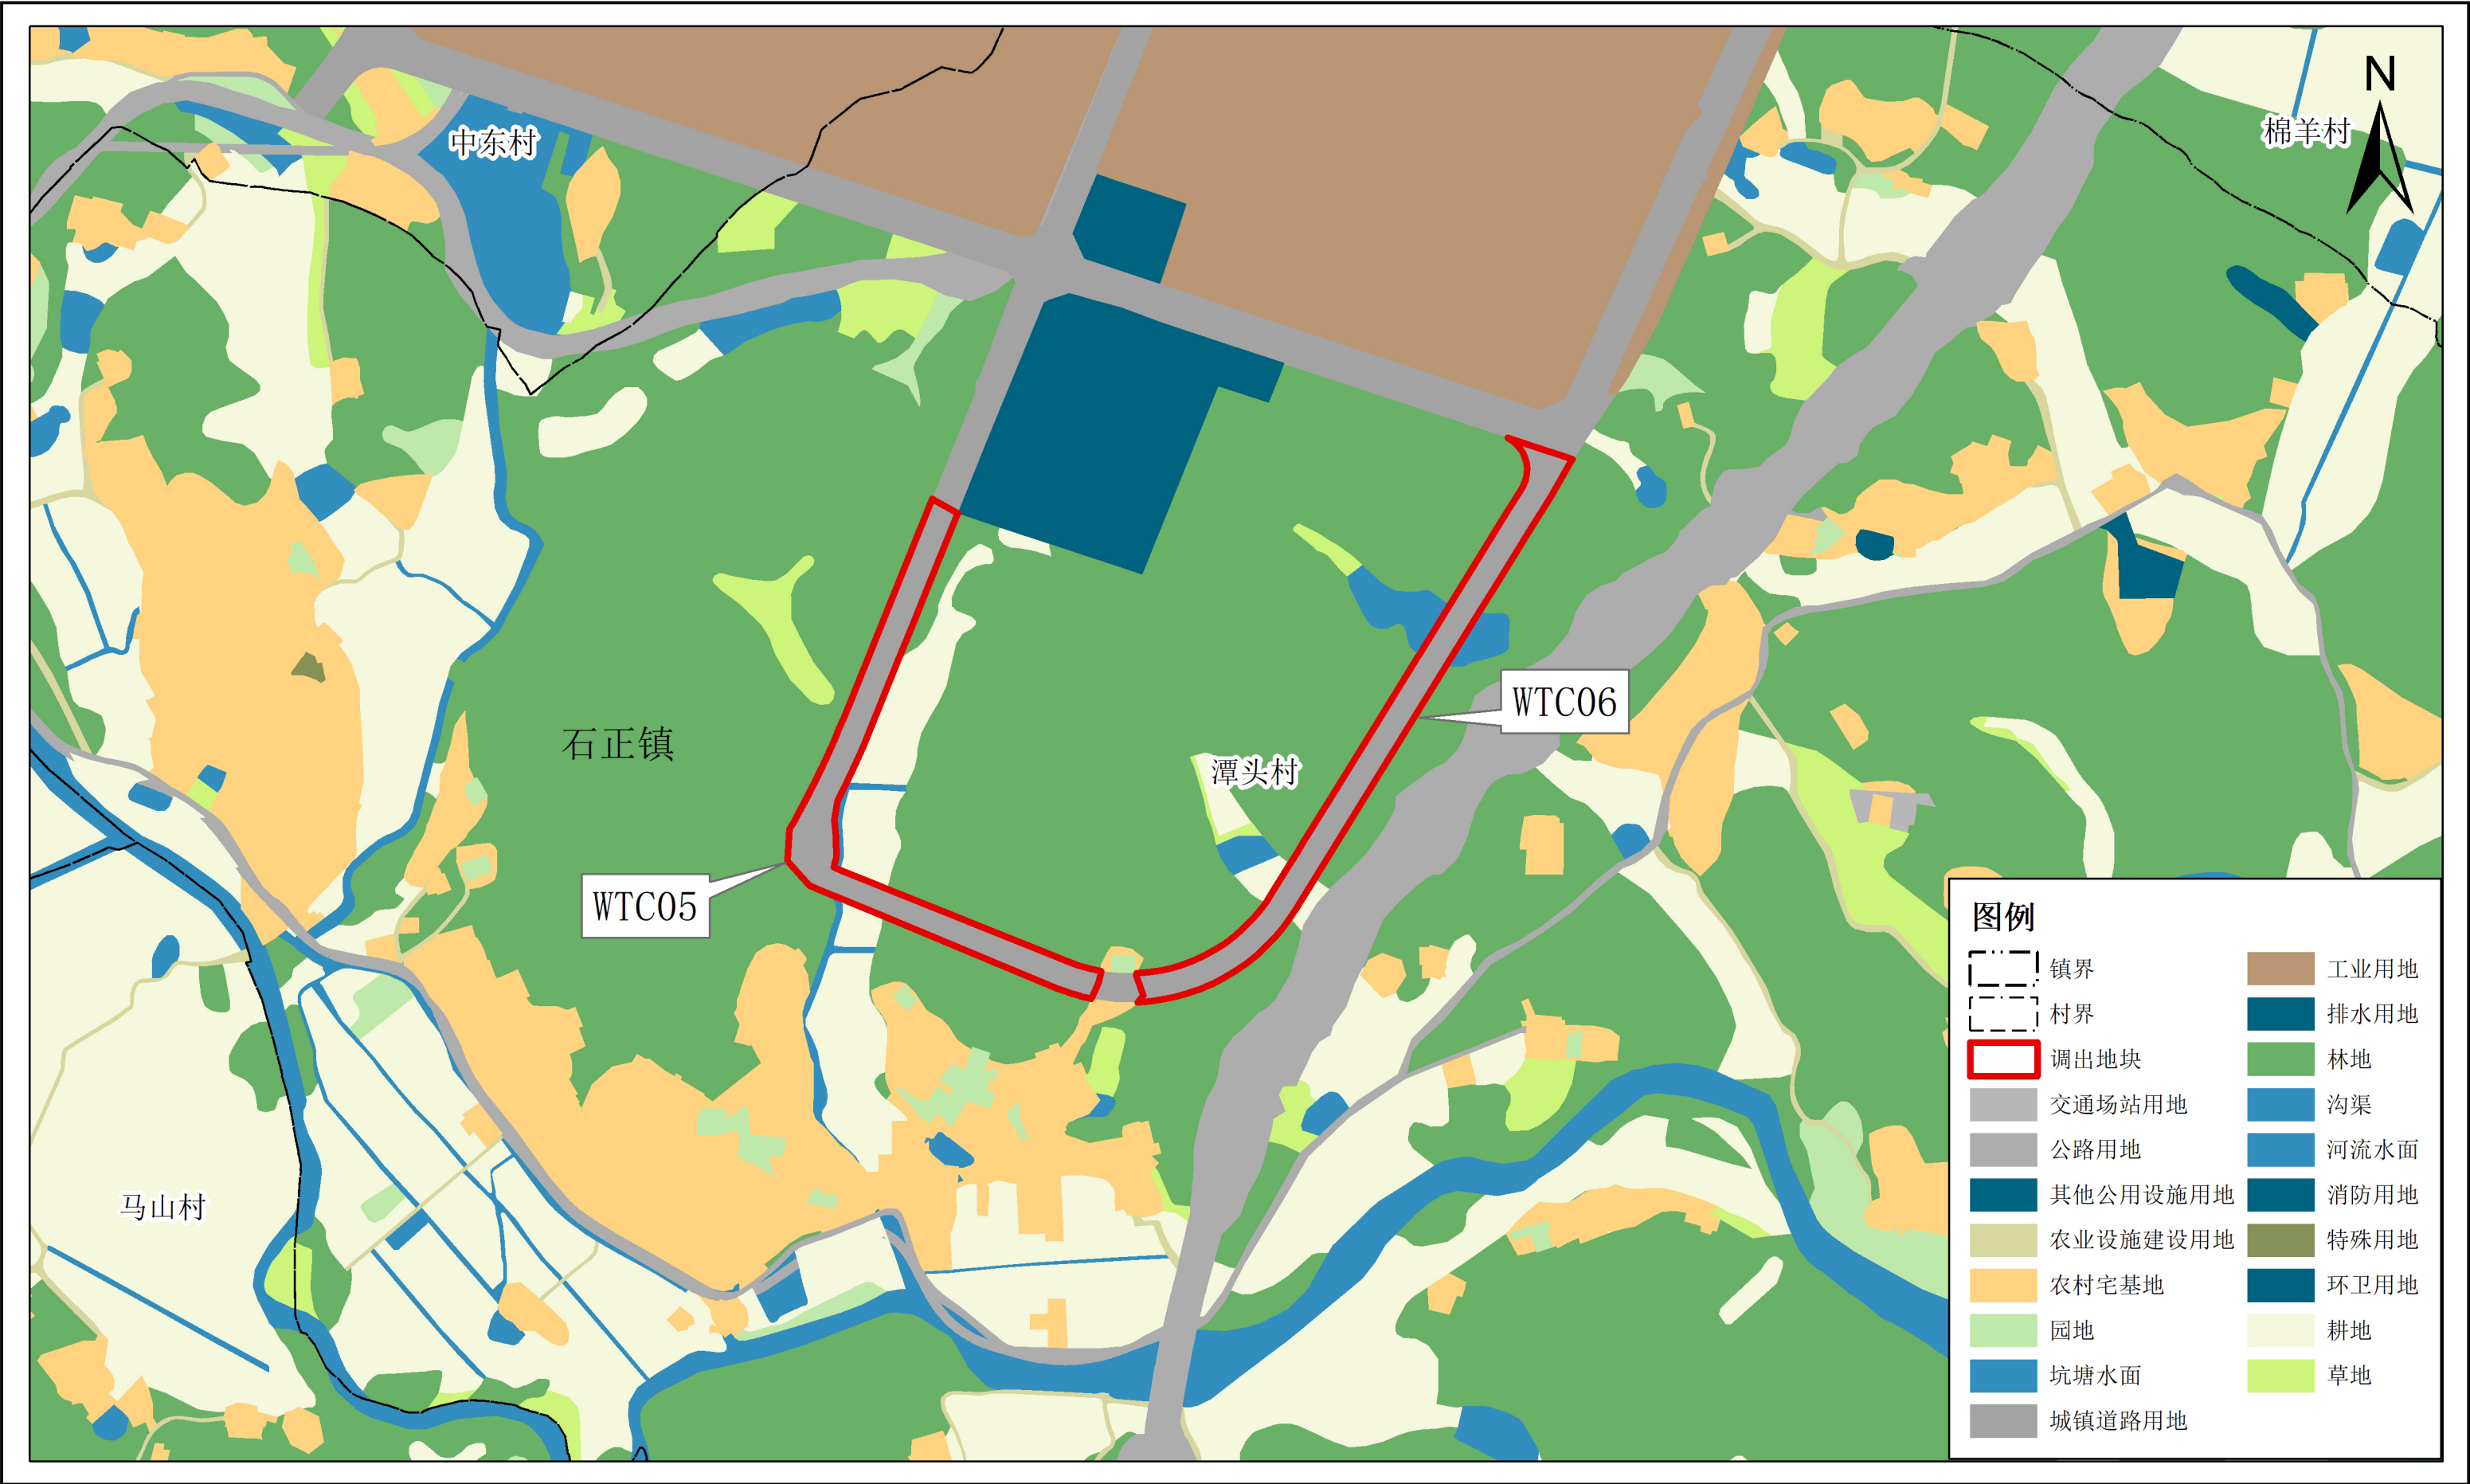 N
中东村
棉羊村
石正镇
WTC06
潭头村
WTC05
马山村
图例
镇界
村界
调出地块
交通场站用地
公路用地
其他公用设施用地
农业设施建设用地
农村宅基地
园地
坑塘水面
城镇道路用地
工业用地
排水用地
林地
沟渠
河流水面
消防用地
特殊用地
环卫用地
耕地
草地